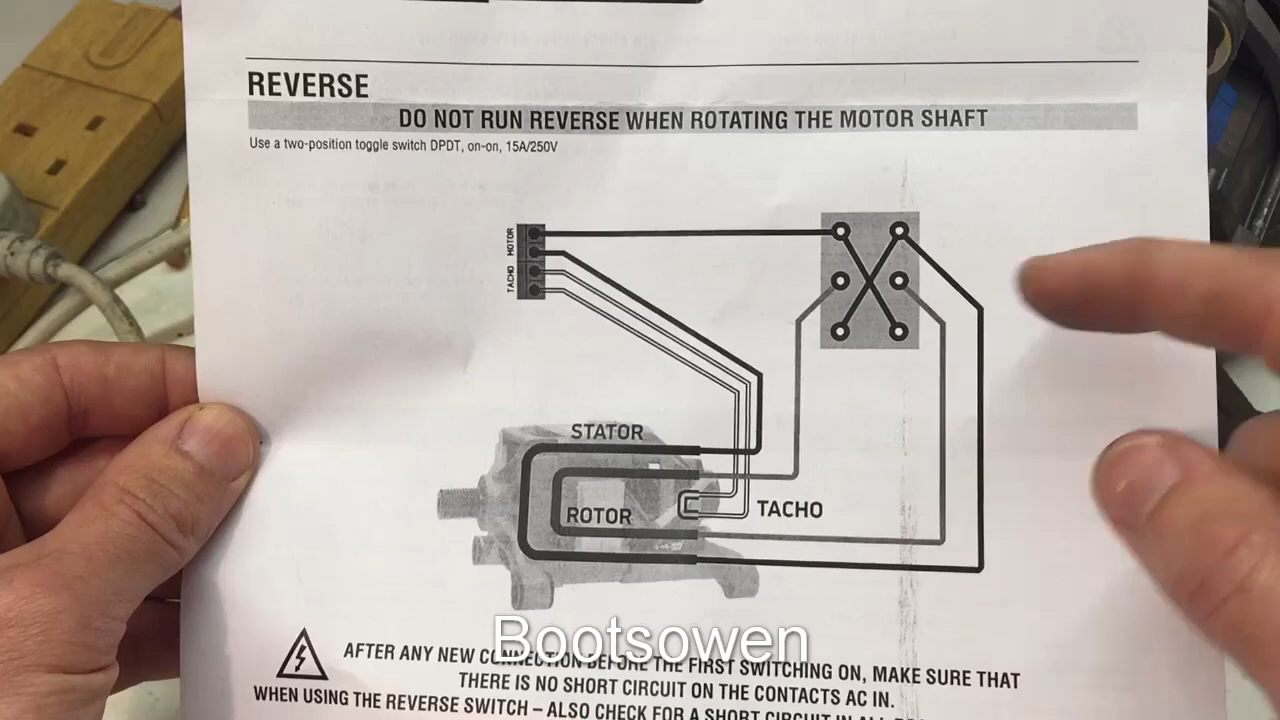 REVERSE
DO NOT RUN REVERSE WHEN ROTATING THE MOTOR SHAFT
Use a two-position toggle switch DPDT, on-on, 15A/250V
MOTOR
TACHO
STATOR
ROTOR
TACHO
Bootsowen
AFTER ANY NEW CONNECTION BEFORE THE FIRST SWITCHING ON, MAKE SURE THAT
THERE IS NO SHORT CIRCUIT ON THE CONTACTS AC IN.
WHEN USING THE REVERSE SWITCH – ALSO CHECK FOR A SHORT CIRCUIT IN ALL